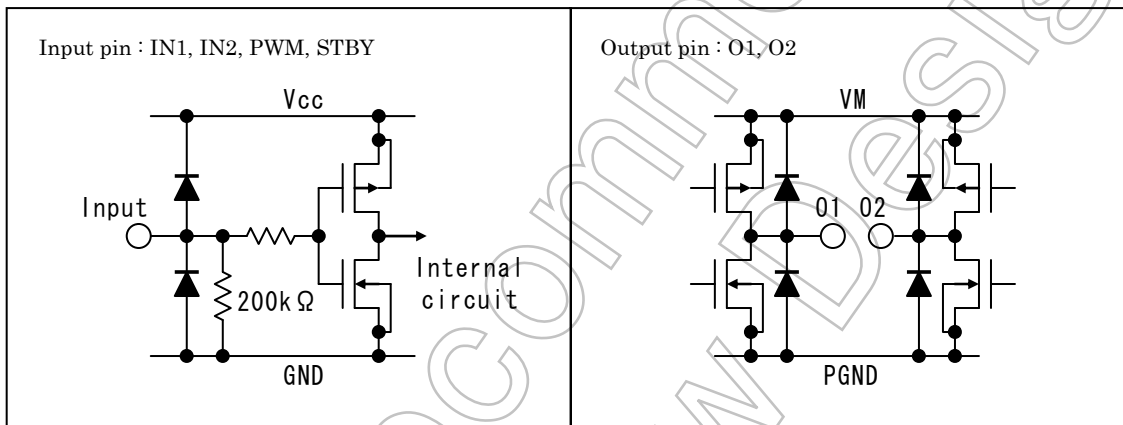 Input pin : IN1, IN2, PWM, STBY
Vcc
Input
200kΩ
Internal
circuit
GND
Output pin : O1, O2
VM
O1 O2
PGND